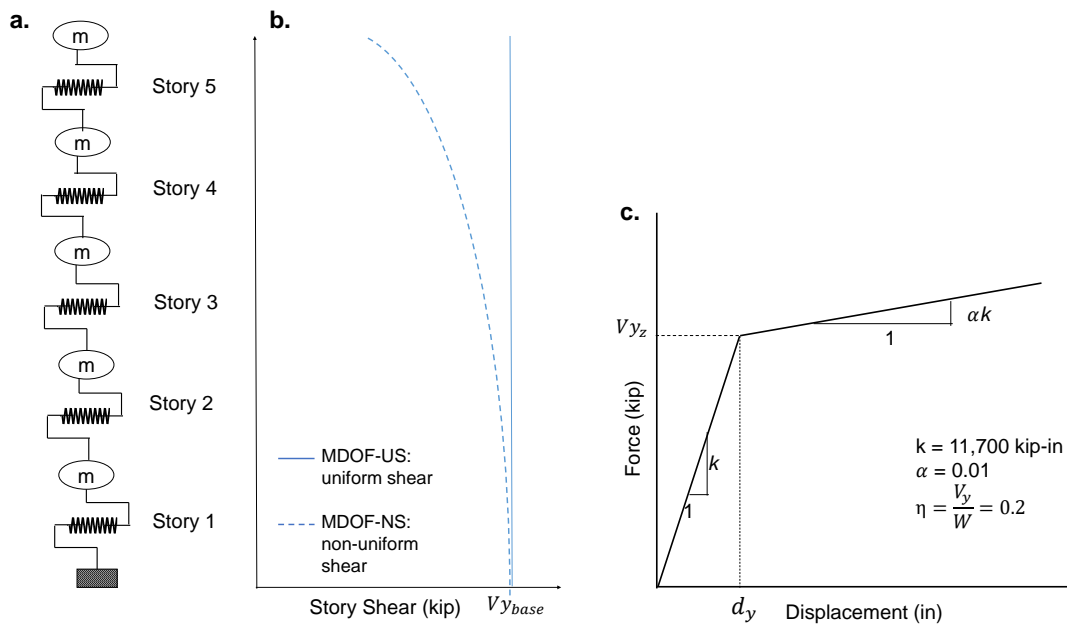 a.
m
Story 5
m
Story 4
m
Story 3
m
Story 2
m
Story 1
b.
MDOF-US:
uniform shear
MDOF-NS:
non-uniform
shear
Story Shear (kip)
Vy_base
c.
Force (kip)
Vy_z
αk
1
k
1
k = 11,700 kip-in
α = 0.01
η = V_y/W = 0.2
d_y
Displacement (in)